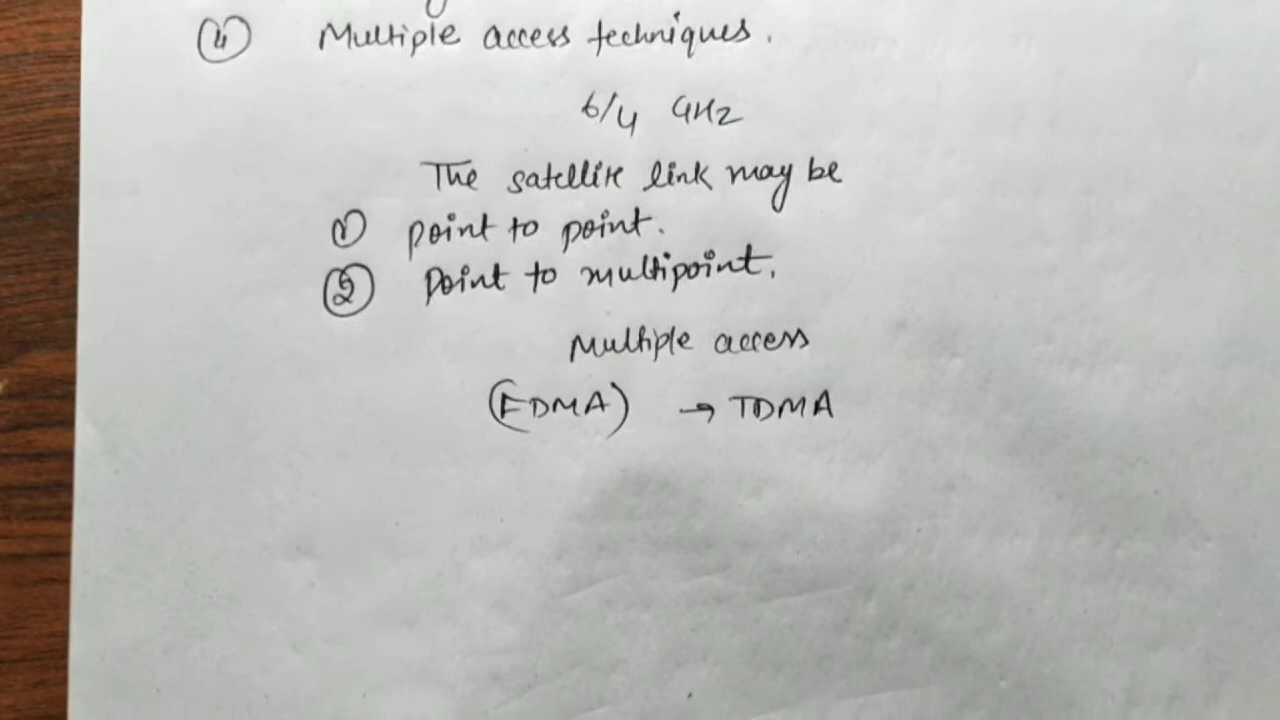 ④ Multiple access techniques.
6/4 GHz
The satellite link may be
① point to point.
② Point to multipoint.
Multiple access
(FDMA) → TDMA